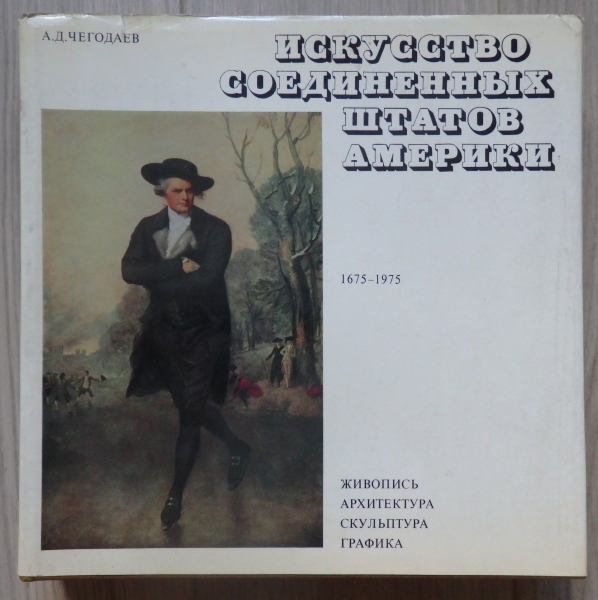 А.Д.ЧЕГОДАЕВ
ИСКУССТВО
СОЕДИНЕННЫХ
ШТАТОВ
АМЕРИКИ
1675–1975
ЖИВОПИСЬ
АРХИТЕКТУРА
СКУЛЬПТУРА
ГРАФИКА